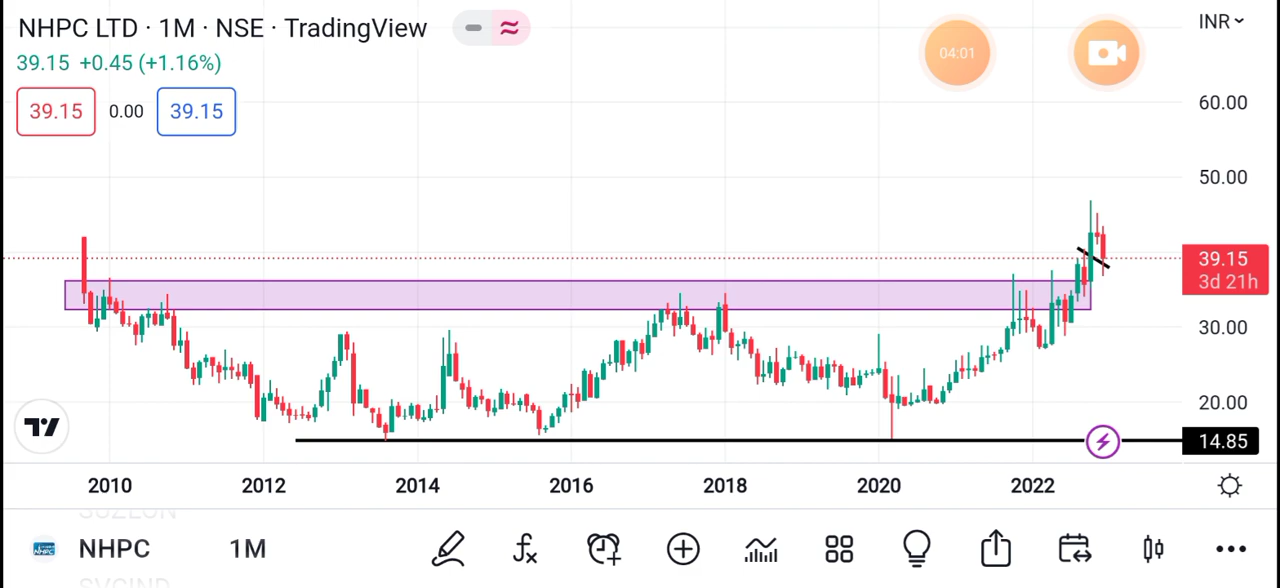 NHPC LTD · 1M · NSE · TradingView
INR
39.15 +0.45 (+1.16%)
04:01
39.15 0.00 39.15
60.00
50.00
39.15
3d 21h
30.00
20.00
14.85
2010 2012 2014 2016 2018 2020 2022
SUZLON
NHPC 1M
SVCIND